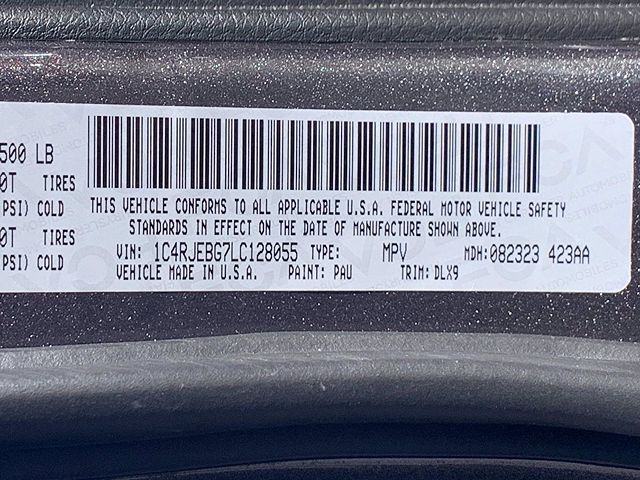 500 LB
0T TIRES
PSI) COLD
0T TIRES
PSI) COLD
THIS VEHICLE CONFORMS TO ALL APPLICABLE U.S.A. FEDERAL MOTOR VEHICLE SAFETY
STANDARDS IN EFFECT ON THE DATE OF MANUFACTURE SHOWN ABOVE.
VIN: 1C4RJEBG7LC128055 TYPE: MPV MDH:082323 423AA
VEHICLE MADE IN U.S.A. PAINT: PAU TRIM: DLX9